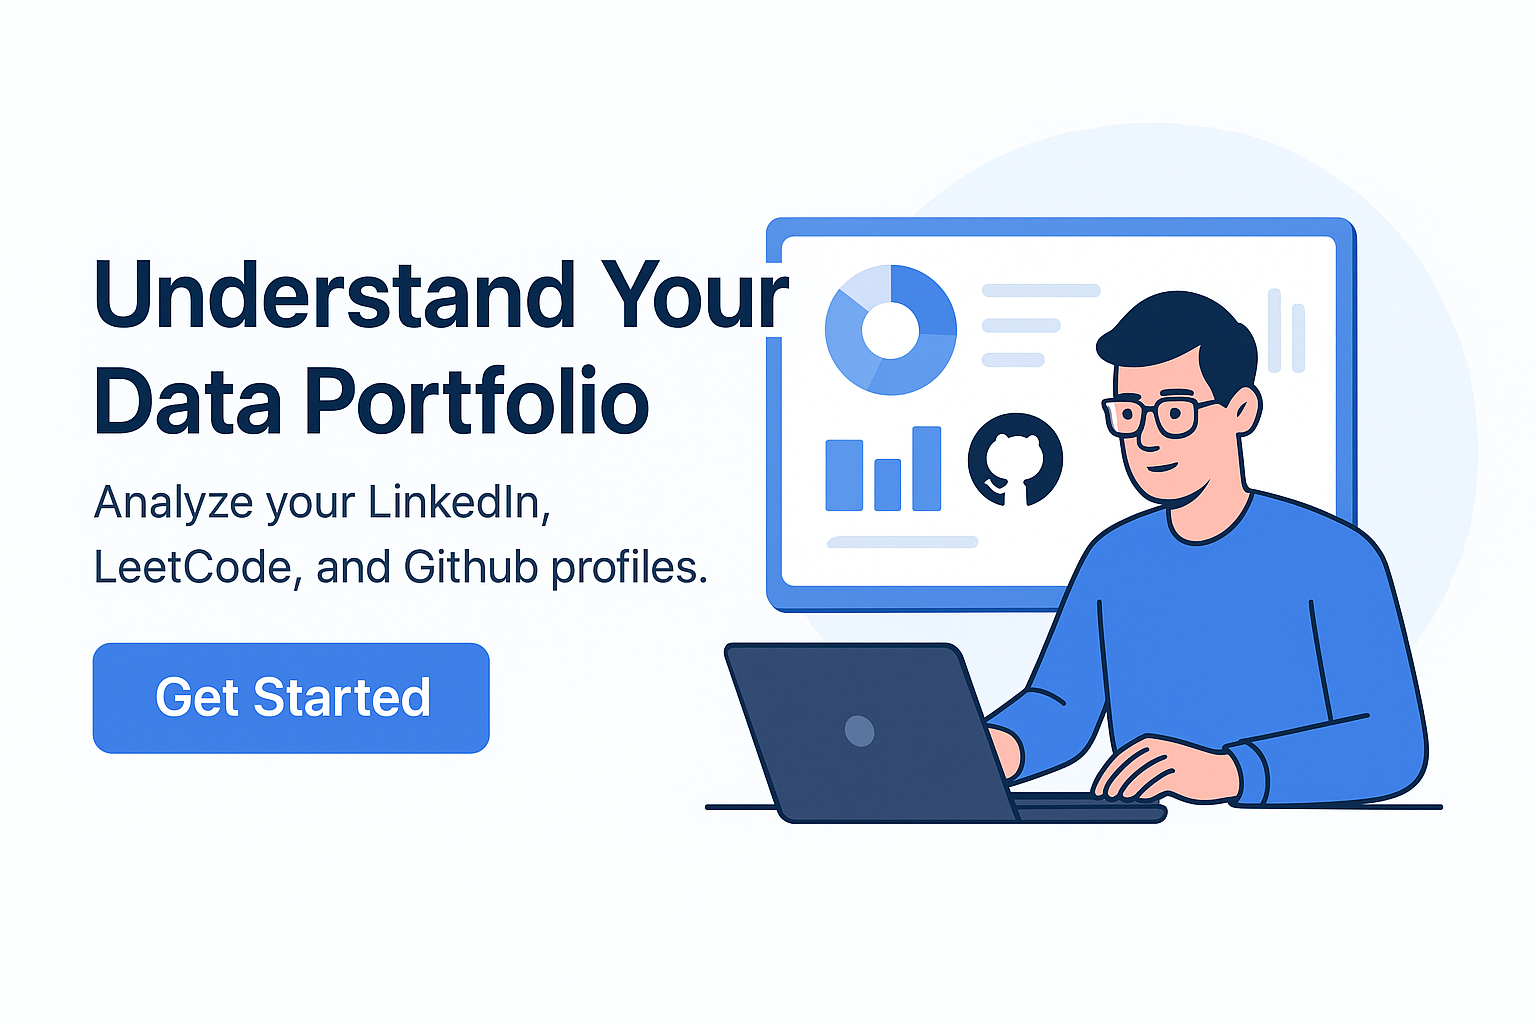 Understand Your
Data Portfolio
Analyze your LinkedIn,
LeetCode, and Github profiles.
Get Started